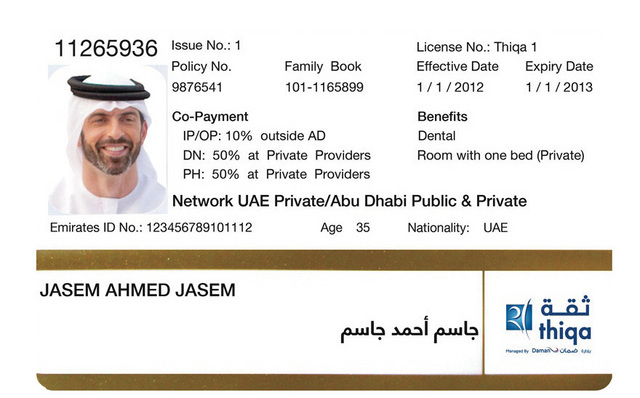 11265936
Issue No.: 1
License No.: Thiqa 1
Policy No. Family Book Effective Date Expiry Date
9876541 101-1165899 1 / 1 / 2012 1 / 1 / 2013
Co-Payment
IP/OP: 10% outside AD
DN: 50% at Private Providers
PH: 50% at Private Providers
Benefits
Dental
Room with one bed (Private)
Network UAE Private/Abu Dhabi Public & Private
Emirates ID No.: 123456789101112 Age 35 Nationality: UAE
JASEM AHMED JASEM
جاسم أحمد جاسم
ثقة
thiqa
Managed By Daman ضمان بإدارة